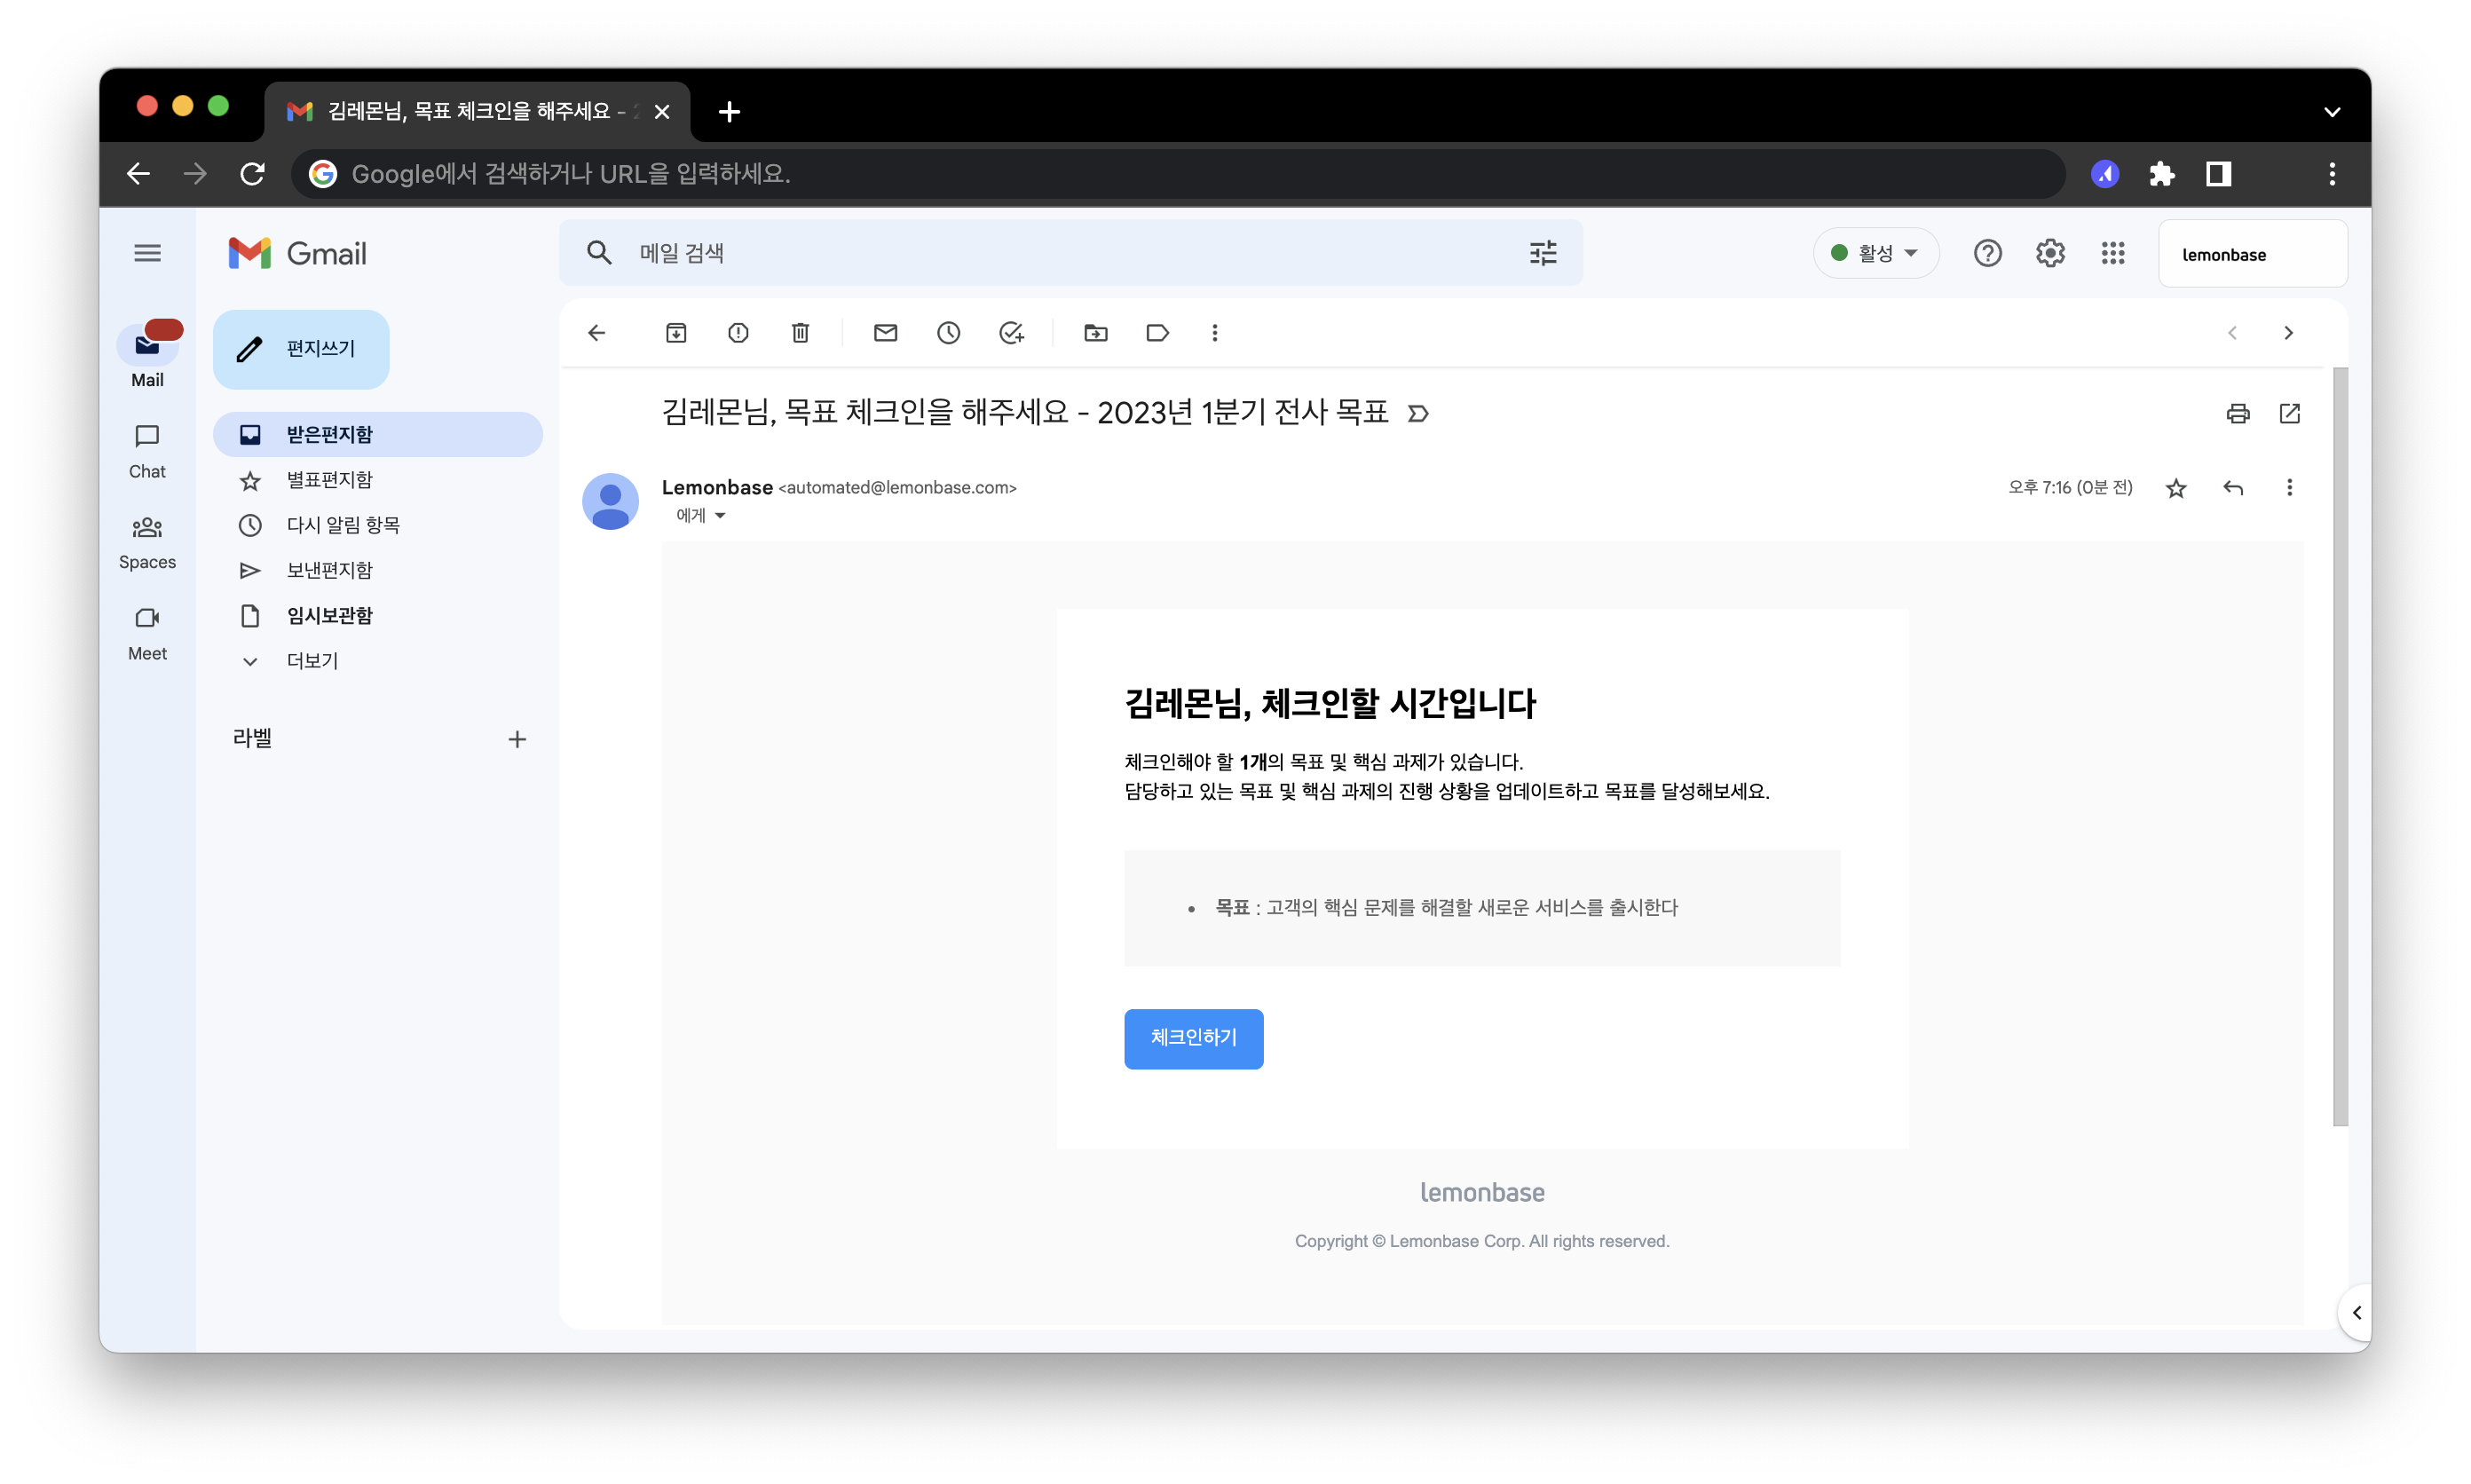 김레몬님, 목표 체크인을 해주세요 -
Google에서 검색하거나 URL을 입력하세요.
Gmail
메일 검색
활성
lemonbase
Mail
Chat
Spaces
Meet
편지쓰기
받은편지함
별표편지함
다시 알림 항목
보낸편지함
임시보관함
더보기
라벨
김레몬님, 목표 체크인을 해주세요 - 2023년 1분기 전사 목표
Lemonbase <automated@lemonbase.com>
오후 7:16 (0분 전)
에게
김레몬님, 체크인할 시간입니다
체크인해야 할 1개의 목표 및 핵심 과제가 있습니다.
담당하고 있는 목표 및 핵심 과제의 진행 상황을 업데이트하고 목표를 달성해보세요.
• 목표 : 고객의 핵심 문제를 해결할 새로운 서비스를 출시한다
체크인하기
lemonbase
Copyright © Lemonbase Corp. All rights reserved.